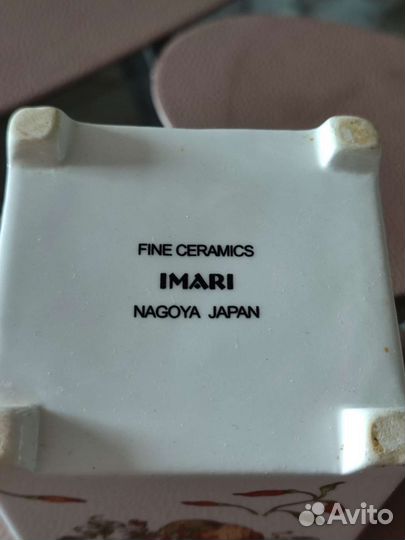 FINE CERAMICS
IMARI
NAGOYA JAPAN
Avito